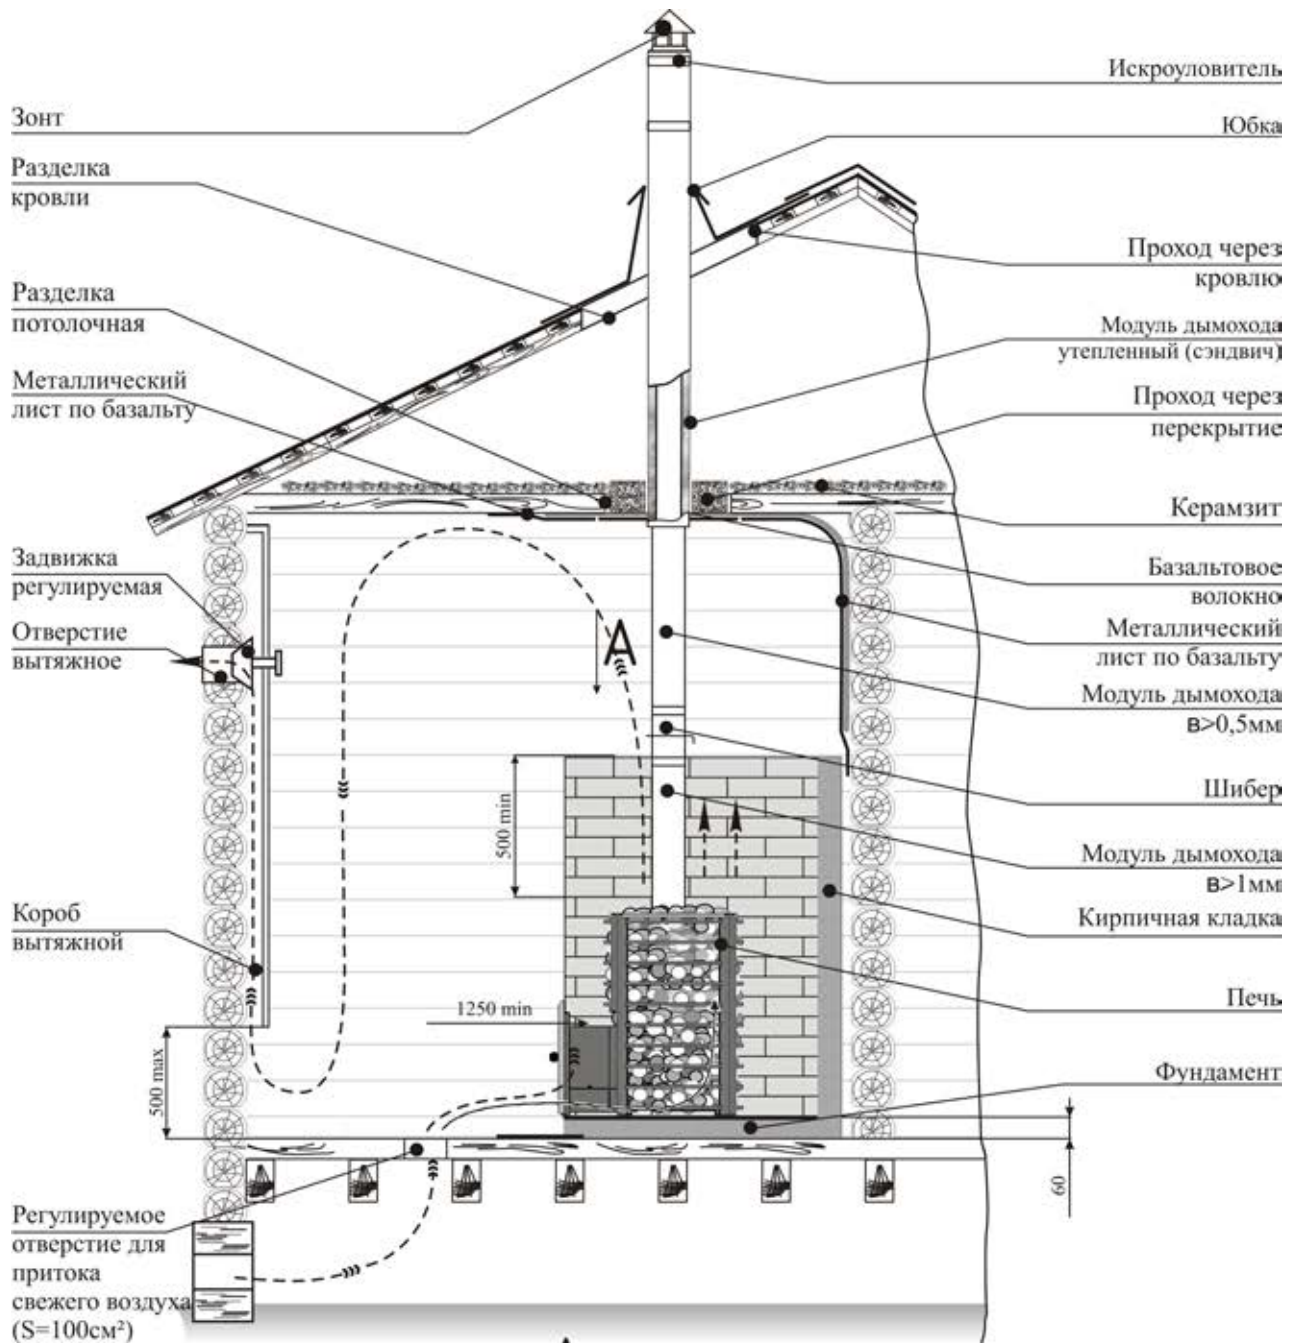 Зонт
Разделка
кровли
Разделка
потолочная
Металлический
лист по базальту
Задвижка
регулируемая
Отверстие
вытяжное
Короб
вытяжной
Регулируемое
отверстие для
притока
свежего воздуха
(S=100см²)
А
500 min
1250 min
500 max
60
Искроуловитель
Юбка
Проход через
кровлю
Модуль дымохода
утепленный (сэндвич)
Проход через
перекрытие
Керамзит
Базальтовое
волокно
Металлический
лист по базальту
Модуль дымохода
в>0,5мм
Шибер
Модуль дымохода
в>1мм
Кирпичная кладка
Печь
Фундамент